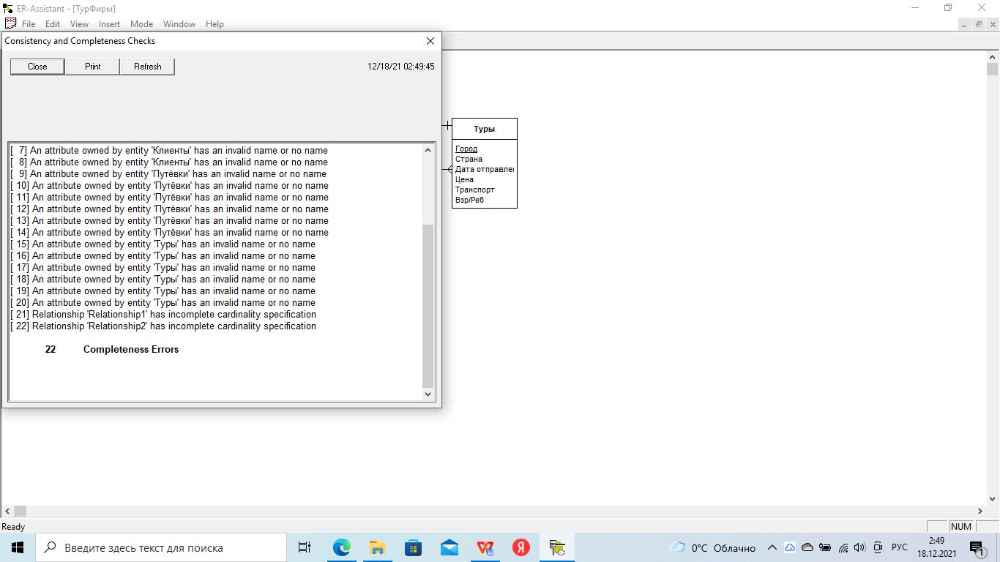 ER-Assistant - [ТурФирм]
File Edit View Insert Mode Window Help
Consistency and Completeness Checks
Close Print Refresh 12/18/21 02:49:45
[ 7] An attribute owned by entity 'Клиенты' has an invalid name or no name
[ 8] An attribute owned by entity 'Клиенты' has an invalid name or no name
[ 9] An attribute owned by entity 'Путёвки' has an invalid name or no name
[ 10] An attribute owned by entity 'Путёвки' has an invalid name or no name
[ 11] An attribute owned by entity 'Путёвки' has an invalid name or no name
[ 12] An attribute owned by entity 'Путёвки' has an invalid name or no name
[ 13] An attribute owned by entity 'Путёвки' has an invalid name or no name
[ 14] An attribute owned by entity 'Путёвки' has an invalid name or no name
[ 15] An attribute owned by entity 'Туры' has an invalid name or no name
[ 16] An attribute owned by entity 'Туры' has an invalid name or no name
[ 17] An attribute owned by entity 'Туры' has an invalid name or no name
[ 18] An attribute owned by entity 'Туры' has an invalid name or no name
[ 19] An attribute owned by entity 'Туры' has an invalid name or no name
[ 20] An attribute owned by entity 'Туры' has an invalid name or no name
[ 21] Relationship 'Relationship1' has incomplete cardinality specification
[ 22] Relationship 'Relationship2' has incomplete cardinality specification
22 Completeness Errors
Туры
Город
Страна
Дата отправлен
Цена
Транспорт
Взр/Реб
Ready
NUM
Введите здесь текст для поиска
0°C Облачно
РУС
2:49
18.12.2021
1